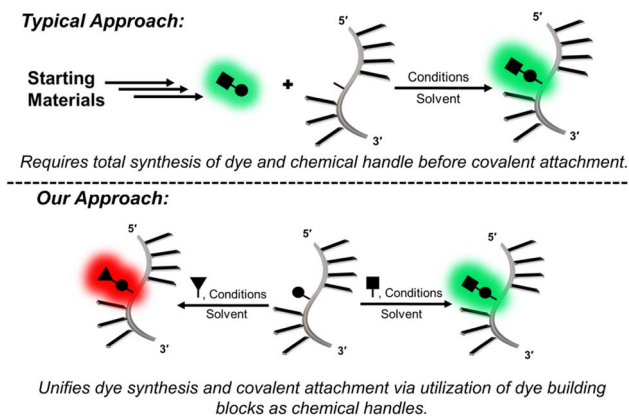 Typical Approach:
5′
Starting
Materials
+
Conditions
Solvent
5′
3′
3′
Requires total synthesis of dye and chemical handle before covalent attachment.
Our Approach:
5′
5′
5′
, Conditions
Solvent
, Conditions
Solvent
3′
3′
3′
Unifies dye synthesis and covalent attachment via utilization of dye building
blocks as chemical handles.